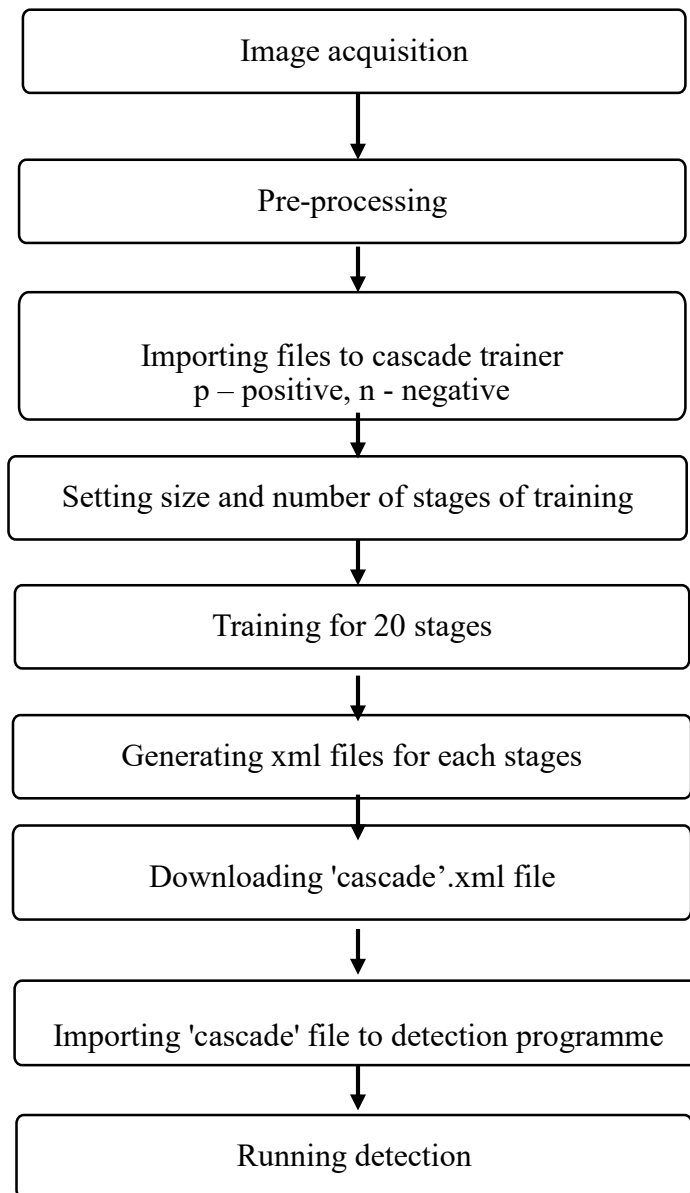 Image acquisition
Pre-processing
Importing files to cascade trainer
p – positive, n - negative
Setting size and number of stages of training
Training for 20 stages
Generating xml files for each stages
Downloading 'cascade’.xml file
Importing 'cascade' file to detection programme
Running detection